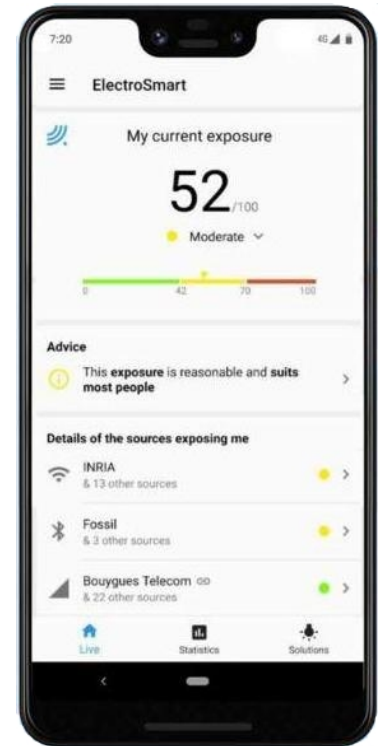 7:20
4G
ElectroSmart
My current exposure
52/100
Moderate
0 42 70 100
Advice
This exposure is reasonable and suits
most people
Details of the sources exposing me
INRIA
& 13 other sources
Fossil
& 3 other sources
Bouygues Telecom
& 22 other sources
Live Statistics Solutions